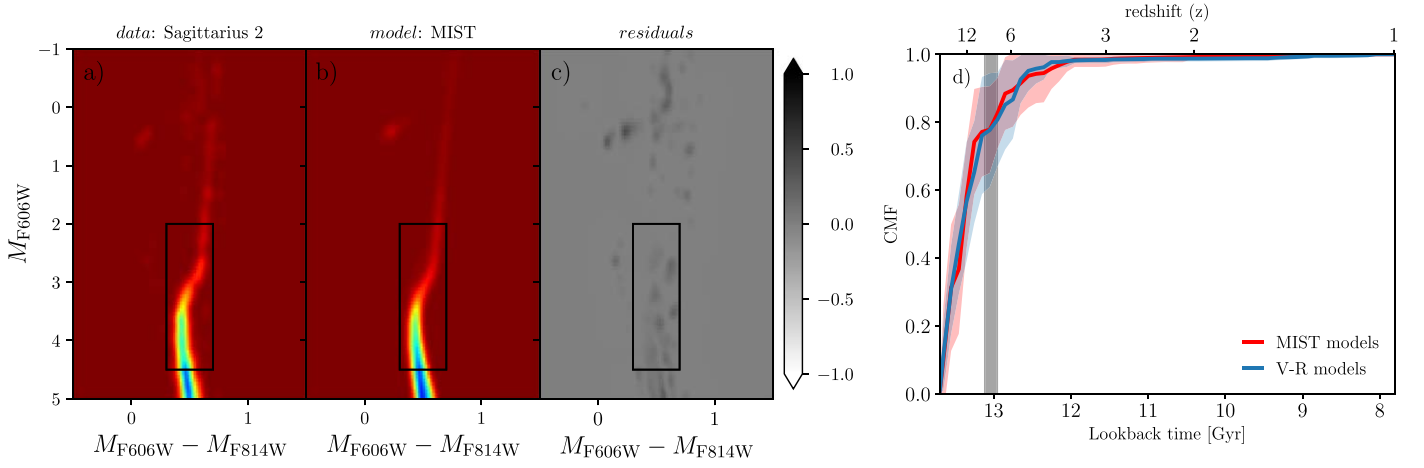 data: Sagittarius 2
model: MIST
residuals
redshift (z)
12 6 3 2 1
−1
0
1
2
3
4
5
M_F606W
a)
b)
c)
d)
1.0
0.5
0.0
−0.5
−1.0
1.0
0.8
0.6
0.4
0.2
0.0
CMF
MIST models
V-R models
0 1
0 1
0 1
13 12 11 10 9 8
M_F606W − M_F814W
M_F606W − M_F814W
M_F606W − M_F814W
Lookback time [Gyr]